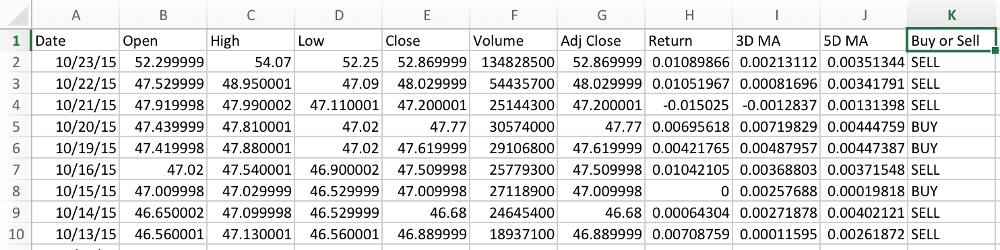 A B C D E F G H I J K
1 Date Open High Low Close Volume Adj Close Return 3D MA 5D MA Buy or Sell
2 10/23/15 52.299999 54.07 52.25 52.869999 134828500 52.869999 0.01089866 0.00213112 0.00351344 SELL
3 10/22/15 47.529999 48.950001 47.09 48.029999 54435700 48.029999 0.01051967 0.00081696 0.00341791 SELL
4 10/21/15 47.919998 47.990002 47.110001 47.200001 25144300 47.200001 -0.015025 -0.0012837 0.00131398 SELL
5 10/20/15 47.439999 47.810001 47.02 47.77 30574000 47.77 0.00695618 0.00719829 0.00444759 BUY
6 10/19/15 47.419998 47.880001 47.02 47.619999 29106800 47.619999 0.00421765 0.00487957 0.00447387 BUY
7 10/16/15 47.02 47.540001 46.900002 47.509998 25779300 47.509998 0.01042105 0.00368803 0.00371548 SELL
8 10/15/15 47.009998 47.029999 46.529999 47.009998 27118900 47.009998 0 0.00257688 0.00019818 BUY
9 10/14/15 46.650002 47.099998 46.529999 46.68 24645400 46.68 0.00064304 0.00271878 0.00402121 SELL
10 10/13/15 46.560001 47.130001 46.560001 46.889999 18937100 46.889999 0.00708759 0.00011595 0.00261872 SELL